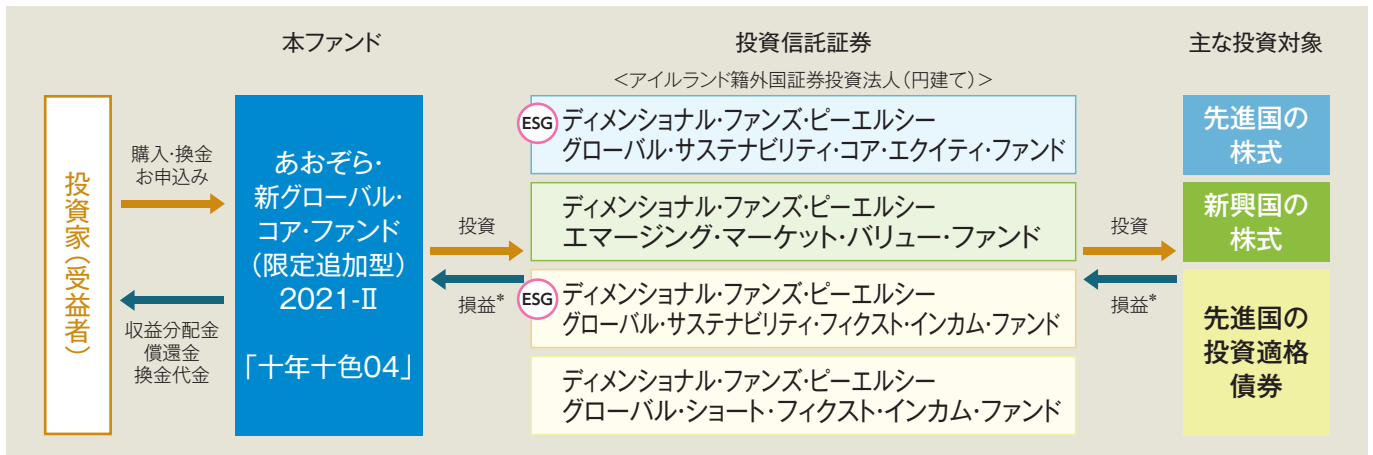 本ファンド
投資信託証券
主な投資対象
<アイルランド籍外国証券投資法人(円建て)>
投資家(受益者)
購入・換金
お申込み
収益分配金
償還金
換金代金
あおぞら・
新グローバル・
コア・ファンド
(限定追加型)
2021-Ⅱ
「十年十色04」
投資
損益*
ESG
ディメンショナル・ファンズ・ピーエルシー
グローバル・サステナビリティ・コア・エクイティ・ファンド
ディメンショナル・ファンズ・ピーエルシー
エマージング・マーケット・バリュー・ファンド
ESG
ディメンショナル・ファンズ・ピーエルシー
グローバル・サステナビリティ・フィクスト・インカム・ファンド
ディメンショナル・ファンズ・ピーエルシー
グローバル・ショート・フィクスト・インカム・ファンド
投資
損益*
先進国の
株式
新興国の
株式
先進国の
投資適格
債券